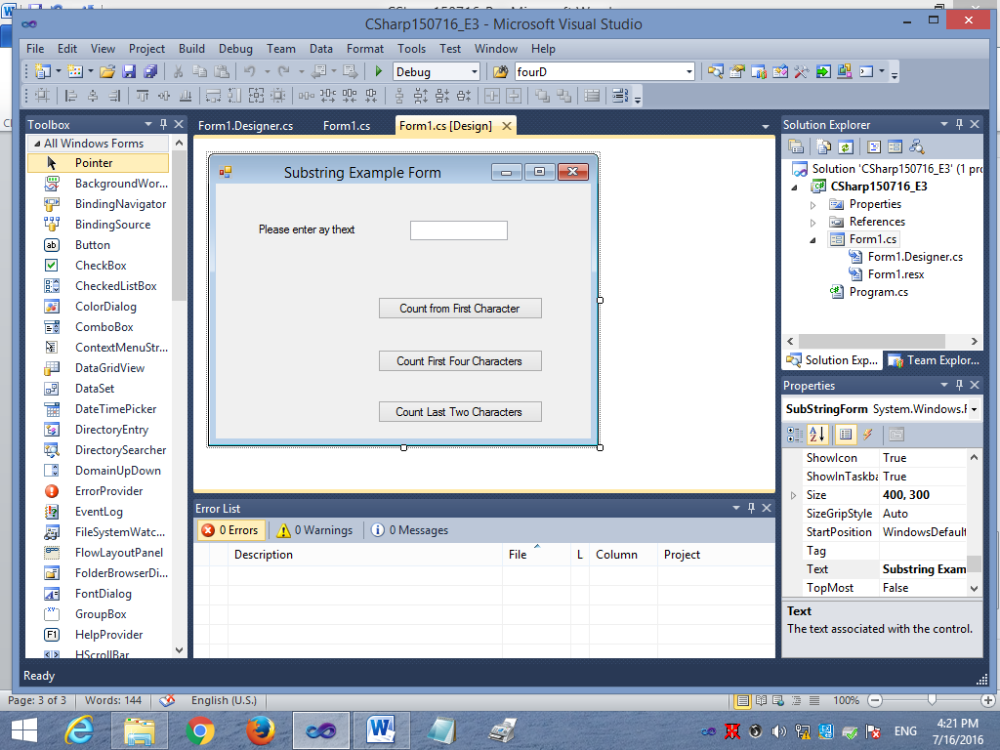 CSharp150716_E3 - Microsoft Visual Studio
File Edit View Project Build Debug Team Data Format Tools Test Window Help
Debug fourD
Toolbox
All Windows Forms
Pointer
BackgroundWor...
BindingNavigator
BindingSource
Button
CheckBox
CheckedListBox
ColorDialog
ComboBox
ContextMenuStr...
DataGridView
DataSet
DateTimePicker
DirectoryEntry
DirectorySearcher
DomainUpDown
ErrorProvider
EventLog
FileSystemWatc...
FlowLayoutPanel
FolderBrowserDi...
FontDialog
GroupBox
HelpProvider
HScrollBar
Form1.Designer.cs Form1.cs Form1.cs [Design]
Substring Example Form
Please enter ay thext
Count from First Character
Count First Four Characters
Count Last Two Characters
Error List
0 Errors 0 Warnings 0 Messages
Description File L Column Project
Solution Explorer
Solution 'CSharp150716_E3' (1 pro
CSharp150716_E3
Properties
References
Form1.cs
Form1.Designer.cs
Form1.resx
Program.cs
Solution Exp... Team Explor...
Properties
SubStringForm System.Windows.F
ShowIcon True
ShowInTaskba True
Size 400, 300
SizeGripStyle Auto
StartPosition WindowsDefault
Tag
Text Substring Exam
TopMost False
Text
The text associated with the control.
Ready
Page: 3 of 3 Words: 144 English (U.S.) 100%
ENG 4:21 PM
7/16/2016